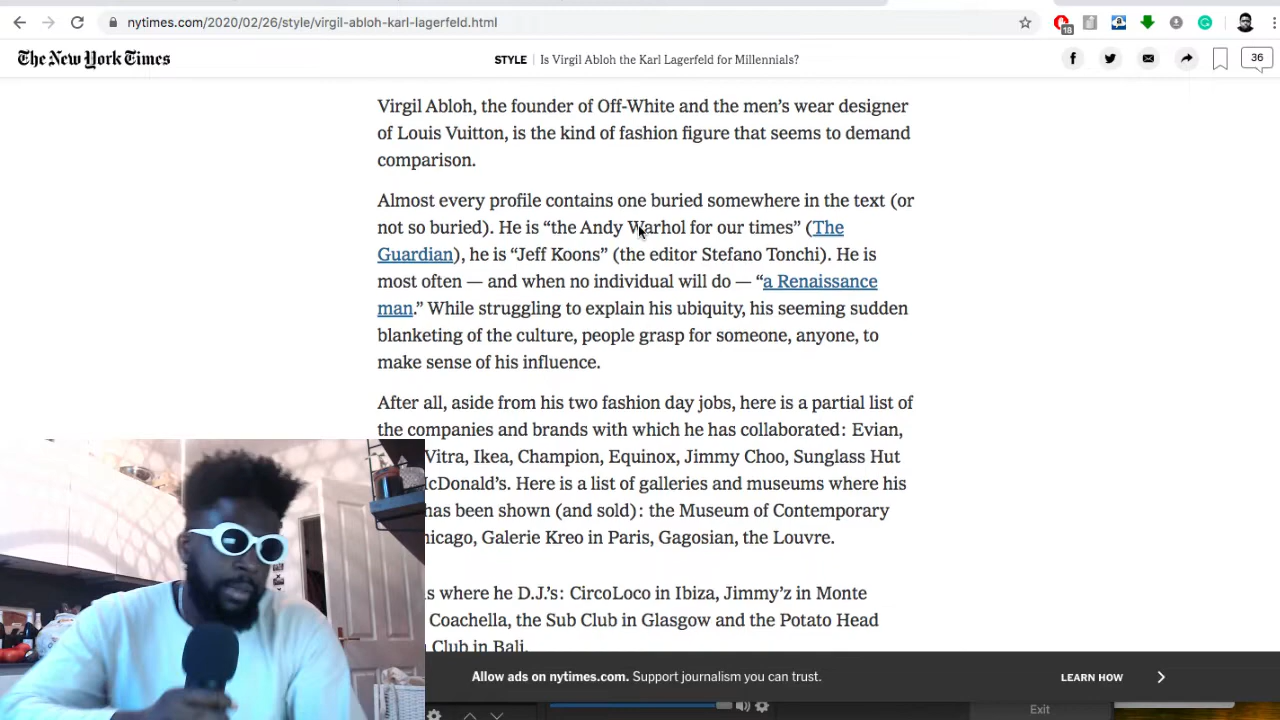 nytimes.com/2020/02/26/style/virgil-abloh-karl-lagerfeld.html
18
The New York Times
STYLE | Is Virgil Abloh the Karl Lagerfeld for Millennials?
36
Virgil Abloh, the founder of Off-White and the men’s wear designer
of Louis Vuitton, is the kind of fashion figure that seems to demand
comparison.
Almost every profile contains one buried somewhere in the text (or
not so buried). He is “the Andy Warhol for our times” (The
Guardian), he is “Jeff Koons” (the editor Stefano Tonchi). He is
most often — and when no individual will do — “a Renaissance
man.” While struggling to explain his ubiquity, his seeming sudden
blanketing of the culture, people grasp for someone, anyone, to
make sense of his influence.
After all, aside from his two fashion day jobs, here is a partial list of
the companies and brands with which he has collaborated: Evian,
Vitra, Ikea, Champion, Equinox, Jimmy Choo, Sunglass Hut
cDonald’s. Here is a list of galleries and museums where his
has been shown (and sold): the Museum of Contemporary
hicago, Galerie Kreo in Paris, Gagosian, the Louvre.
s where he D.J.’s: CircoLoco in Ibiza, Jimmy’z in Monte
Coachella, the Sub Club in Glasgow and the Potato Head
Club in Bali.
Allow ads on nytimes.com. Support journalism you can trust.
LEARN HOW
Exit